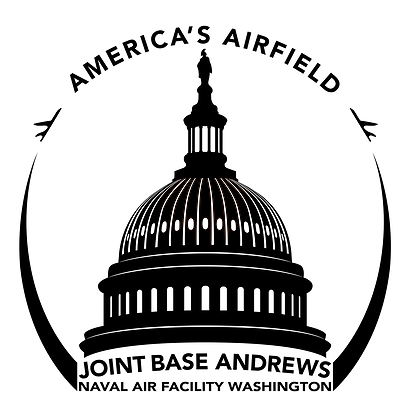 AMERICA'S AIRFIELD
JOINT BASE ANDREWS
NAVAL AIR FACILITY WASHINGTON